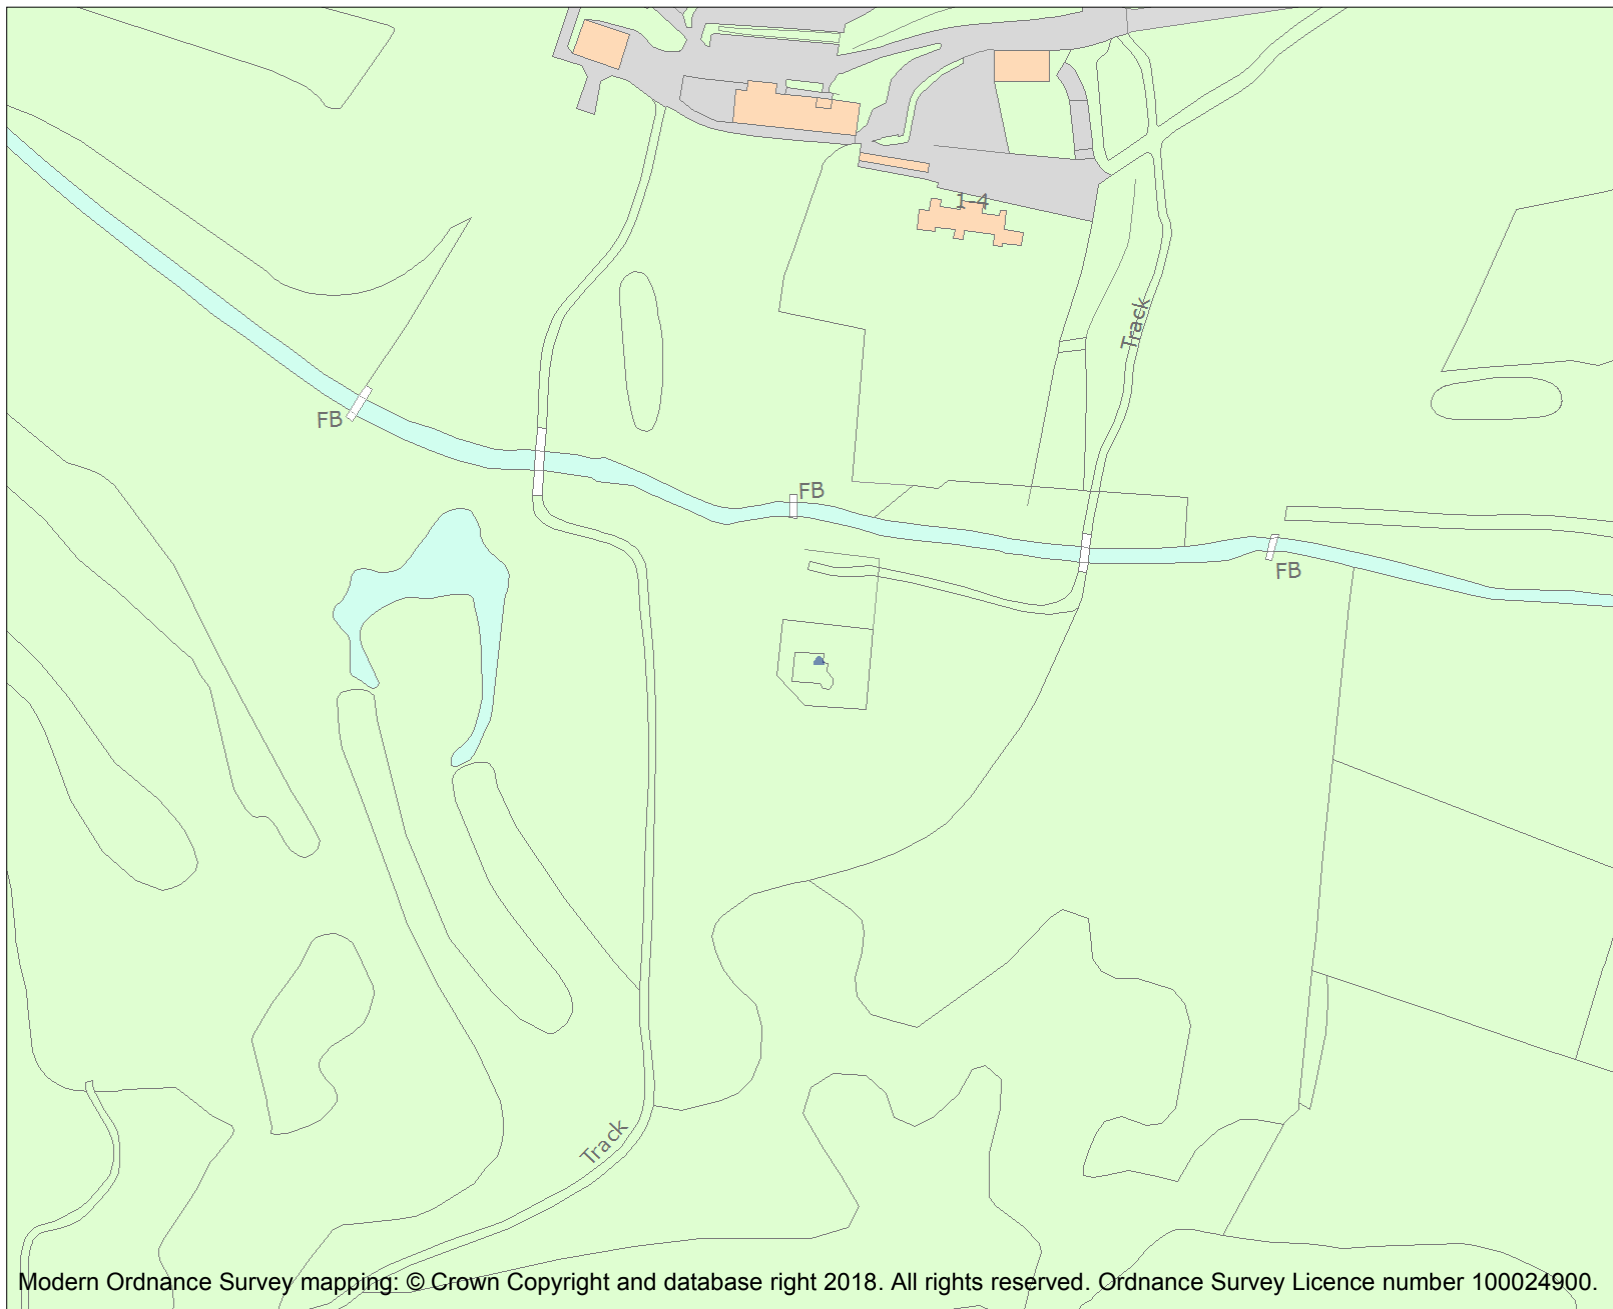 1-4
Track
FB
FB
FB
Track
Modern Ordnance Survey mapping: © Crown Copyright and database right 2018. All rights reserved. Ordnance Survey Licence number 100024900.